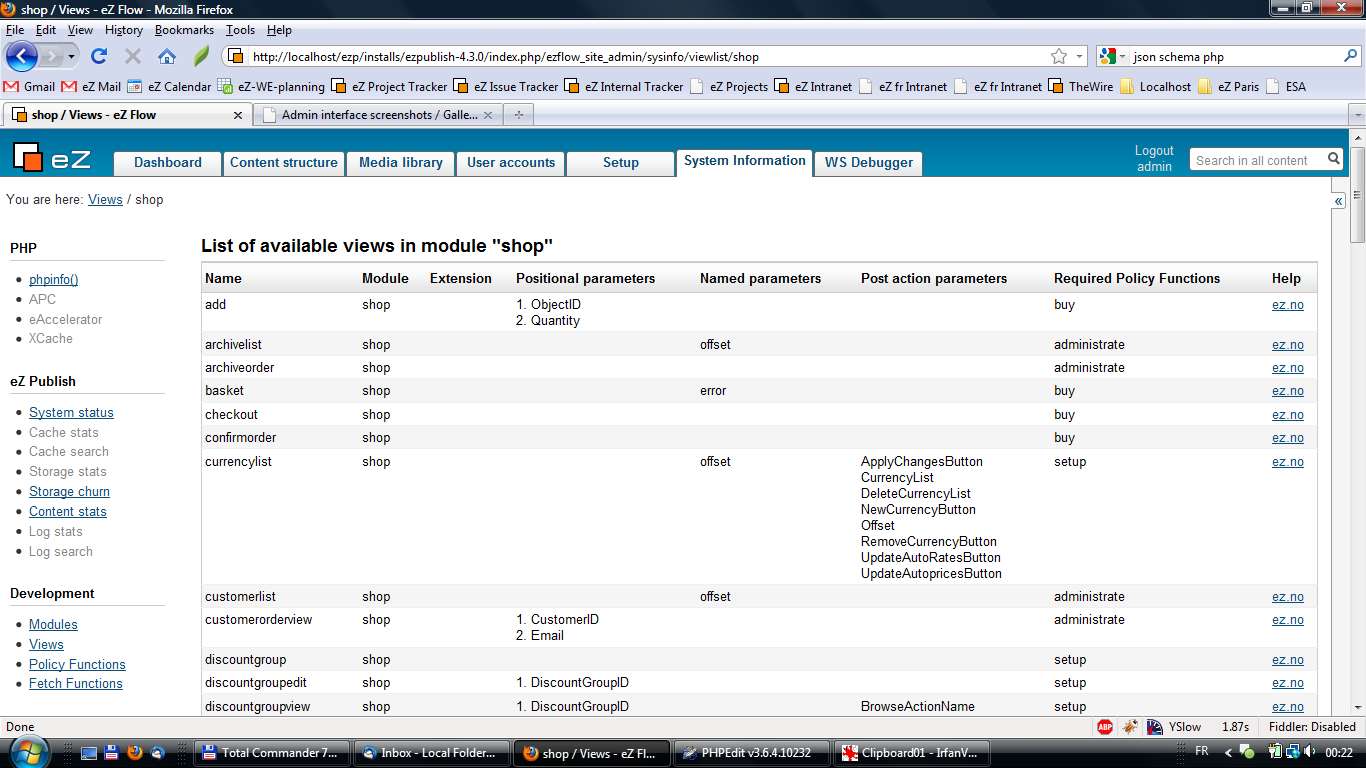 shop / Views - eZ Flow - Mozilla Firefox
File Edit View History Bookmarks Tools Help
http://localhost/ezp/installs/ezpublish-4.3.0/index.php/ezflow_site_admin/sysinfo/viewlist/shop json schema php
Gmail eZ Mail eZ Calendar eZ-WE-planning eZ Project Tracker eZ Issue Tracker eZ Internal Tracker eZ Projects eZ Intranet eZ fr Intranet eZ fr Intranet TheWire Localhost eZ Paris ESA
shop / Views - eZ Flow Admin interface screenshots / Galle...
eZ Dashboard Content structure Media library User accounts Setup System Information WS Debugger Logout admin Search in all content
You are here: Views / shop «
PHP
phpinfo()
APC
eAccelerator
XCache
eZ Publish
System status
Cache stats
Cache search
Storage stats
Storage churn
Content stats
Log stats
Log search
Development
Modules
Views
Policy Functions
Fetch Functions
List of available views in module "shop"
Name Module Extension Positional parameters Named parameters Post action parameters Required Policy Functions Help
add shop 1. ObjectID buy ez.no
2. Quantity
archivelist shop offset administrate ez.no
archiveorder shop administrate ez.no
basket shop error buy ez.no
checkout shop buy ez.no
confirmorder shop buy ez.no
currencylist shop offset ApplyChangesButton setup ez.no
CurrencyList
DeleteCurrencyList
NewCurrencyButton
Offset
RemoveCurrencyButton
UpdateAutoRatesButton
UpdateAutopricesButton
customerlist shop offset administrate ez.no
customerorderview shop 1. CustomerID administrate ez.no
2. Email
discountgroup shop setup ez.no
discountgroupedit shop 1. DiscountGroupID setup ez.no
discountgroupview shop 1. DiscountGroupID BrowseActionName setup ez.no
Done ABP YSlow 1.87s Fiddler: Disabled
Total Commander 7... Inbox - Local Folder... shop / Views - eZ Fl... PHPEdit v3.6.4.10232 Clipboard01 - IrfanV... FR 00:22